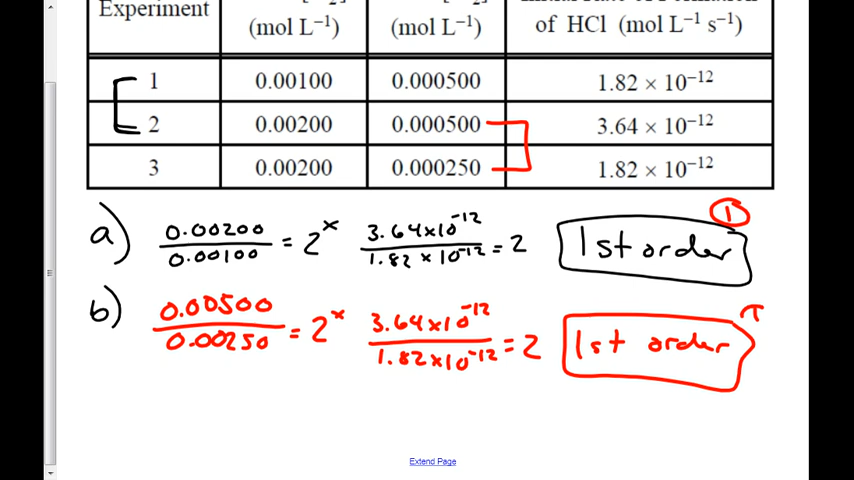 Experiment
(mol L⁻¹) (mol L⁻¹) of HCl (mol L⁻¹ s⁻¹)
1 0.00100 0.000500 1.82 × 10⁻¹²
2 0.00200 0.000500 3.64 × 10⁻¹²
3 0.00200 0.000250 1.82 × 10⁻¹²
1
a) 0.00200/0.00100 = 2ˣ 3.64×10⁻¹²/1.82×10⁻¹² = 2 1st order
b) 0.00500/0.00250 = 2ˣ 3.64×10⁻¹²/1.82×10⁻¹² = 2 1st order
Extend Page